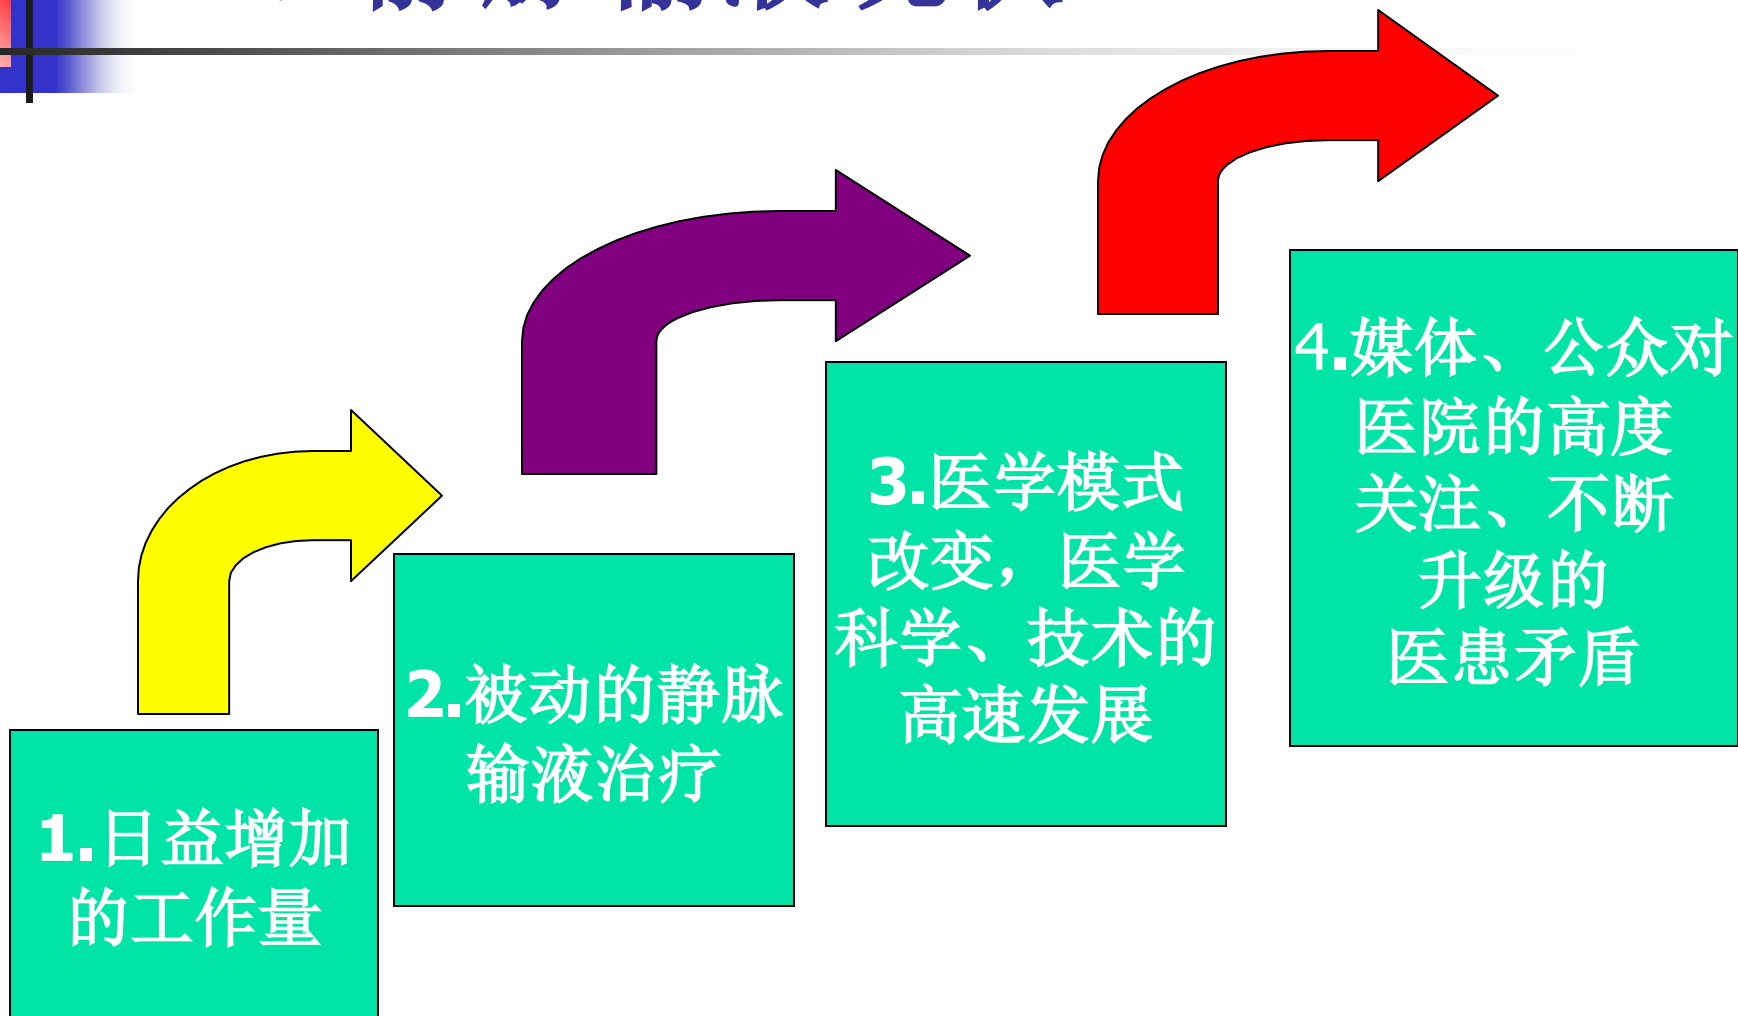 1.日益增加
的工作量
2.被动的静脉
输液治疗
3.医学模式
改变，医学
科学、技术的
高速发展
4.媒体、公众对
医院的高度
关注、不断
升级的
医患矛盾